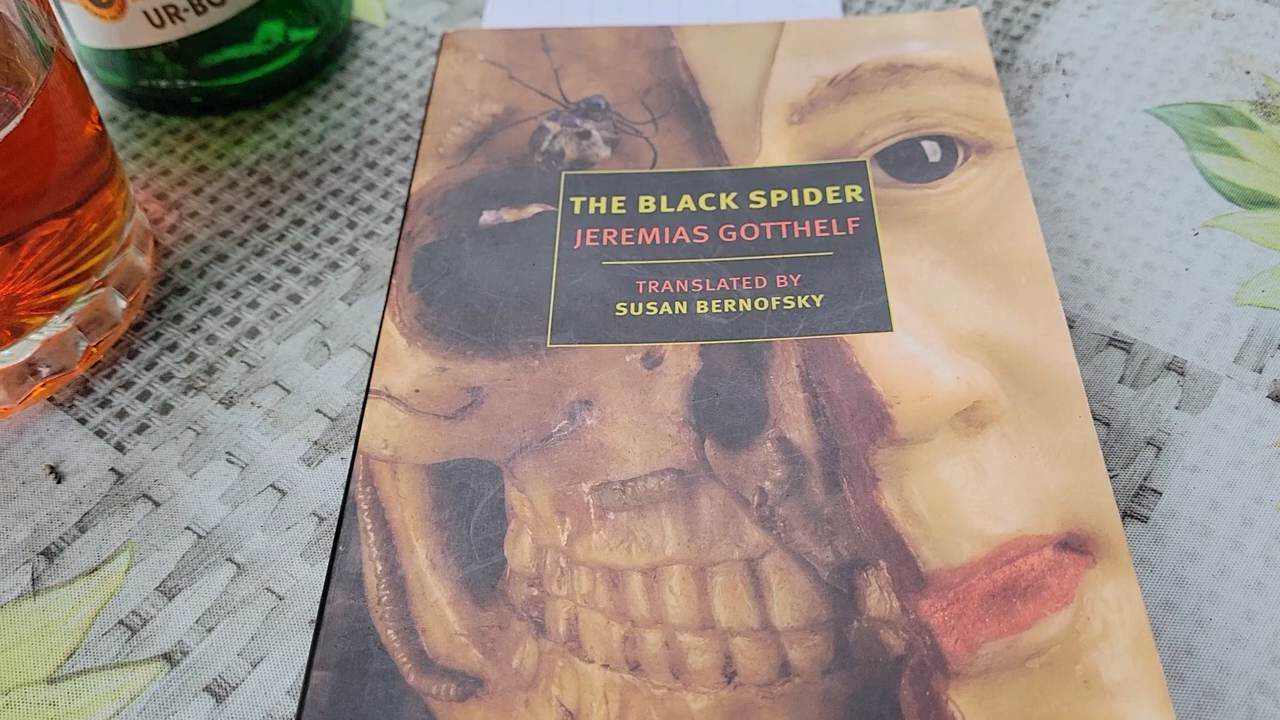 UR-BO
THE BLACK SPIDER
JEREMIAS GOTTHELF
TRANSLATED BY
SUSAN BERNOFSKY